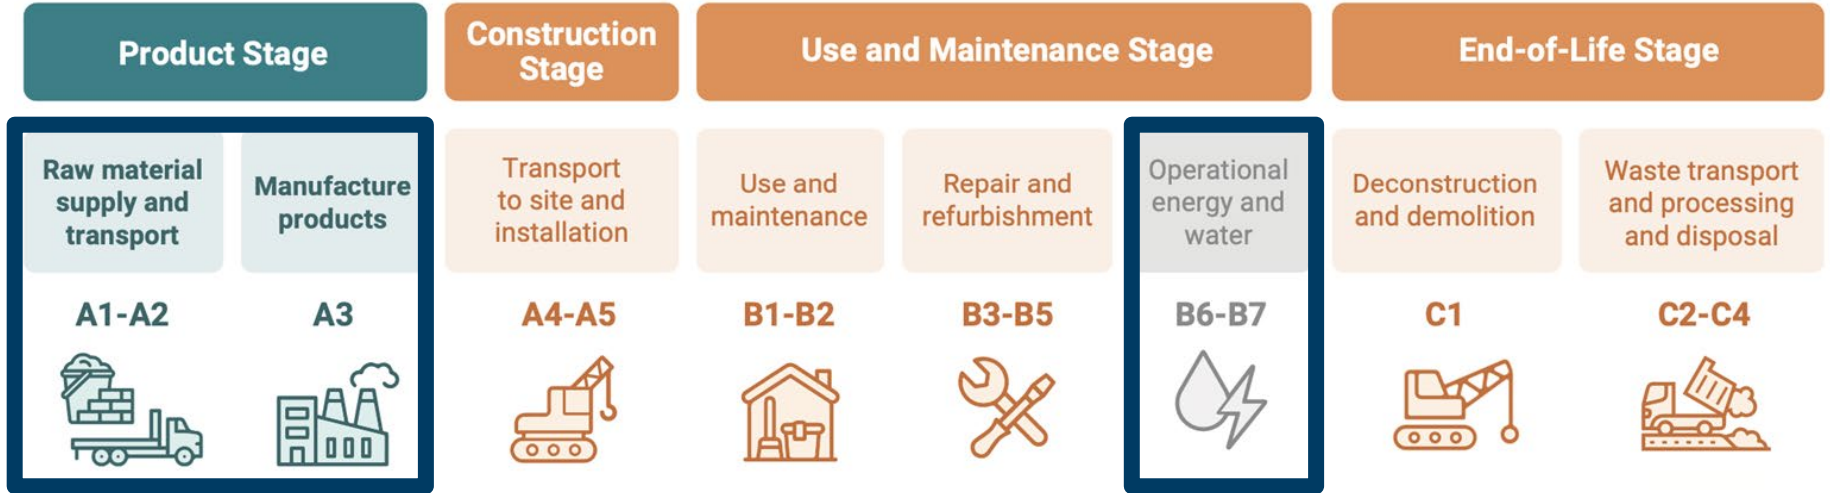 Product Stage
Construction
Stage
Use and Maintenance Stage
End-of-Life Stage
Raw material
supply and
transport
Manufacture
products
Transport
to site and
installation
Use and
maintenance
Repair and
refurbishment
Operational
energy and
water
Deconstruction
and demolition
Waste transport
and processing
and disposal
A1-A2
A3
A4-A5
B1-B2
B3-B5
B6-B7
C1
C2-C4